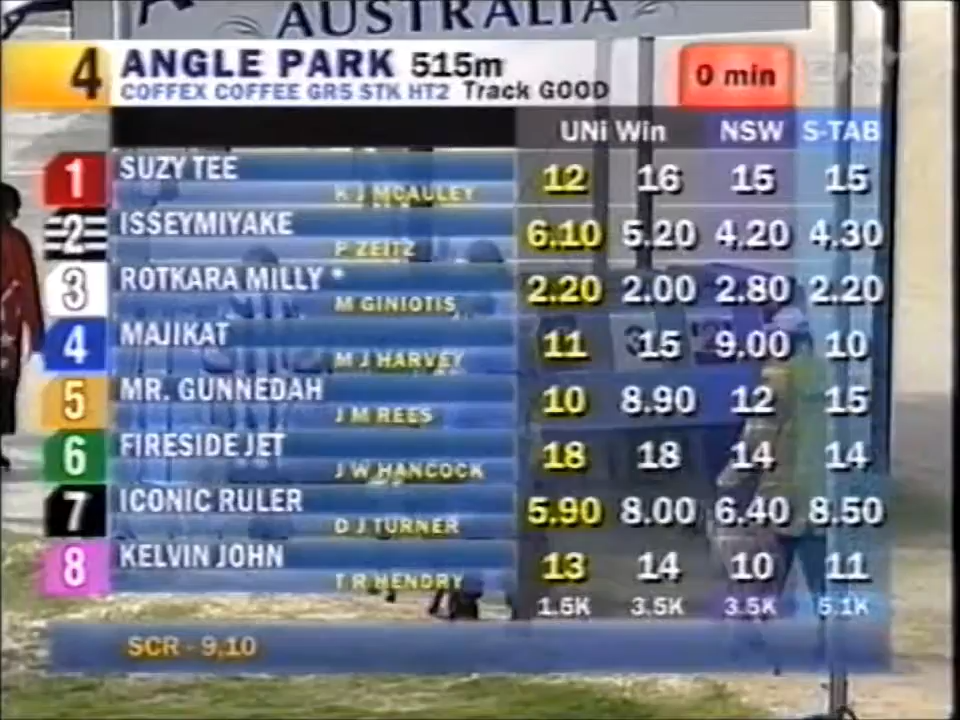 AUSTRALIA
4 ANGLE PARK 515m 0 min
COFFEX COFFEE GR5 STK HT2 Track GOOD
UNi Win NSW S-TAB
1 SUZY TEE 12 16 15 15
K J MCAULEY
2 ISSEYMIYAKE 6.10 5.20 4.20 4.30
P ZEITZ
3 ROTKARA MILLY * 2.20 2.00 2.80 2.20
M GINIOTIS
4 MAJIKAT 11 15 9.00 10
M J HARVEY
5 MR. GUNNEDAH 10 8.90 12 15
J M REES
6 FIRESIDE JET 18 18 14 14
J W HANCOCK
7 ICONIC RULER 5.90 8.00 6.40 8.50
D J TURNER
8 KELVIN JOHN 13 14 10 11
T R HENDRY
1.5K 3.5K 3.5K 5.1K
SCR - 9,10